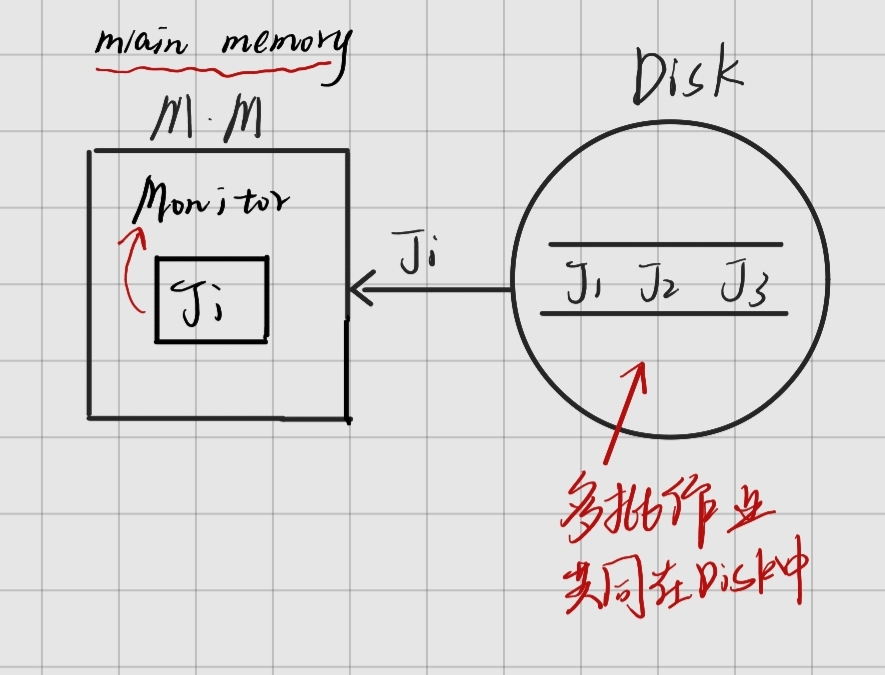 main memory
M.M
Disk
Monitor
Ji
Ji
J1 J2 J3
多批作业
共同在Disk中